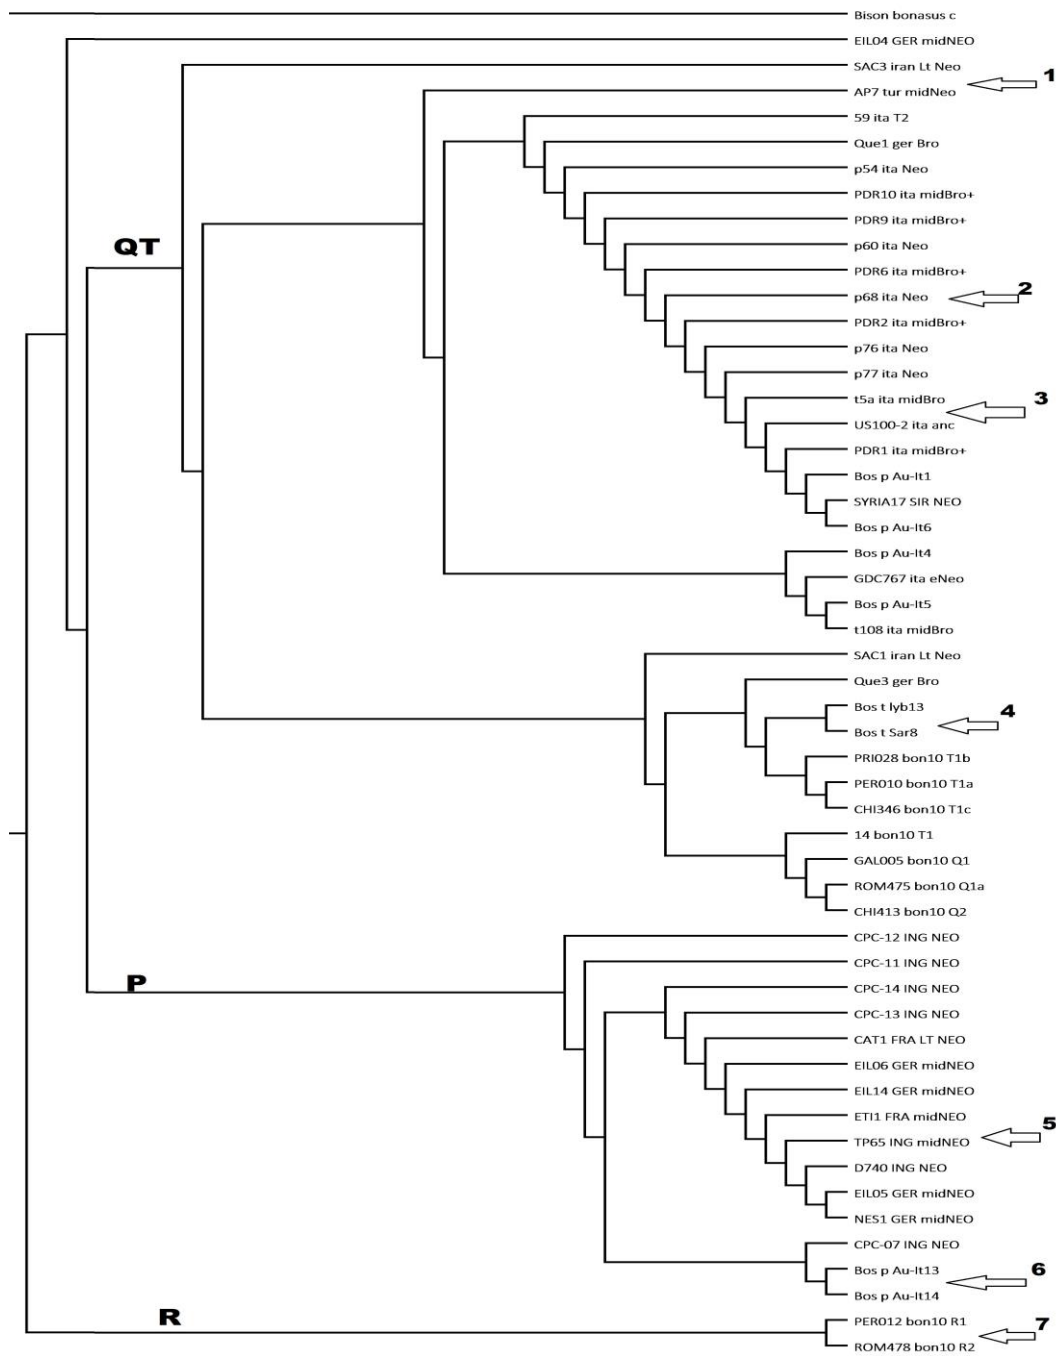 Bison bonasus c
EIL04 GER midNEO
SAC3 iran Lt Neo
1
AP7 tur midNeo
59 ita T2
Que1 ger Bro
p54 ita Neo
PDR10 ita midBro+
PDR9 ita midBro+
QT
p60 ita Neo
PDR6 ita midBro+
p68 ita Neo
2
PDR2 ita midBro+
p76 ita Neo
p77 ita Neo
t5a ita midBro
3
US100-2 ita anc
PDR1 ita midBro+
Bos p Au-It1
SYRIA17 SIR NEO
Bos p Au-It6
Bos p Au-It4
GDC767 ita eNeo
Bos p Au-It5
t108 ita midBro
SAC1 iran Lt Neo
Que3 ger Bro
Bos t lyb13
4
Bos t Sar8
PRI028 bon10 T1b
PER010 bon10 T1a
CHI346 bon10 T1c
14 bon10 T1
GAL005 bon10 Q1
ROM475 bon10 Q1a
CHI413 bon10 Q2
CPC-12 ING NEO
CPC-11 ING NEO
P
CPC-14 ING NEO
CPC-13 ING NEO
CAT1 FRA LT NEO
EIL06 GER midNEO
EIL14 GER midNEO
ETI1 FRA midNEO
5
TP65 ING midNEO
D740 ING NEO
EIL05 GER midNEO
NES1 GER midNEO
CPC-07 ING NEO
Bos p Au-It13
6
Bos p Au-It14
R
PER012 bon10 R1
7
ROM478 bon10 R2